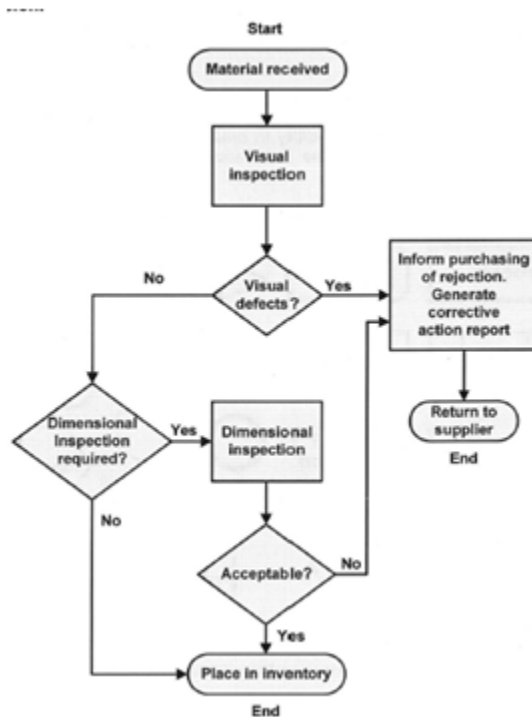 Start
Material received
Visual
inspection
No
Visual
defects?
Yes
Inform purchasing
of rejection.
Generate
corrective
action report
Return to
supplier
End
Dimensional
Inspection
required?
Yes
Dimensional
Inspection
No
Acceptable?
No
Yes
Place in inventory
End